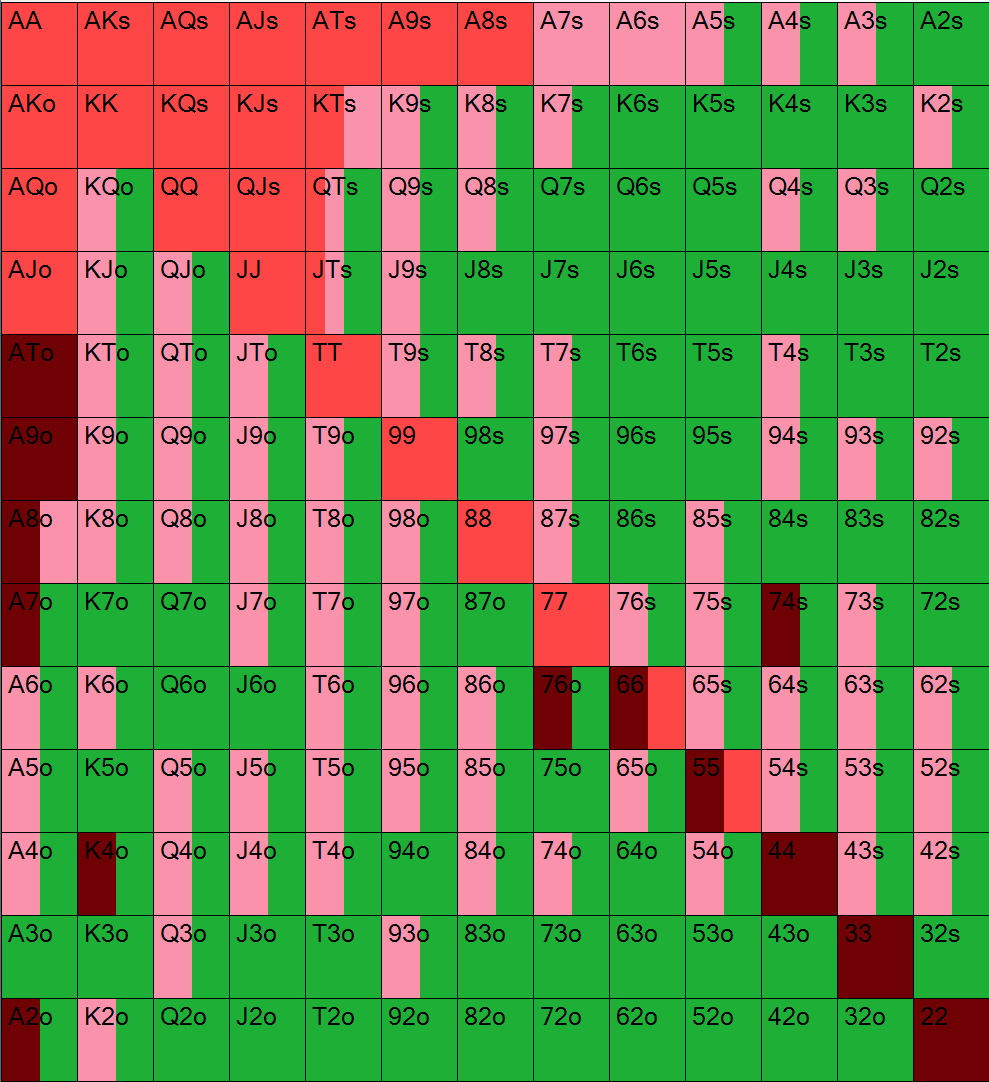 AA AKs AQs AJs ATs A9s A8s A7s A6s A5s A4s A3s A2s
AKo KK KQs KJs KTs K9s K8s K7s K6s K5s K4s K3s K2s
AQo KQo QQ QJs QTs Q9s Q8s Q7s Q6s Q5s Q4s Q3s Q2s
AJo KJo QJo JJ JTs J9s J8s J7s J6s J5s J4s J3s J2s
ATo KTo QTo JTo TT T9s T8s T7s T6s T5s T4s T3s T2s
A9o K9o Q9o J9o T9o 99 98s 97s 96s 95s 94s 93s 92s
A8o K8o Q8o J8o T8o 98o 88 87s 86s 85s 84s 83s 82s
A7o K7o Q7o J7o T7o 97o 87o 77 76s 75s 74s 73s 72s
A6o K6o Q6o J6o T6o 96o 86o 76o 66 65s 64s 63s 62s
A5o K5o Q5o J5o T5o 95o 85o 75o 65o 55 54s 53s 52s
A4o K4o Q4o J4o T4o 94o 84o 74o 64o 54o 44 43s 42s
A3o K3o Q3o J3o T3o 93o 83o 73o 63o 53o 43o 33 32s
A2o K2o Q2o J2o T2o 92o 82o 72o 62o 52o 42o 32o 22